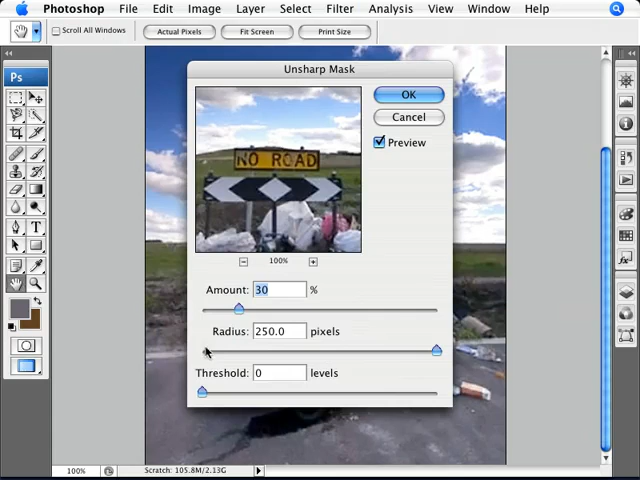 Photoshop File Edit Image Layer Select Filter Analysis View Window Help
Scroll All Windows Actual Pixels Fit Screen Print Size
Ps
Unsharp Mask
OK
Cancel
Preview
NO ROAD
100%
Amount: 30 %
Radius: 250.0 pixels
Threshold: 0 levels
T
100% Scratch: 105.8M/2.13G